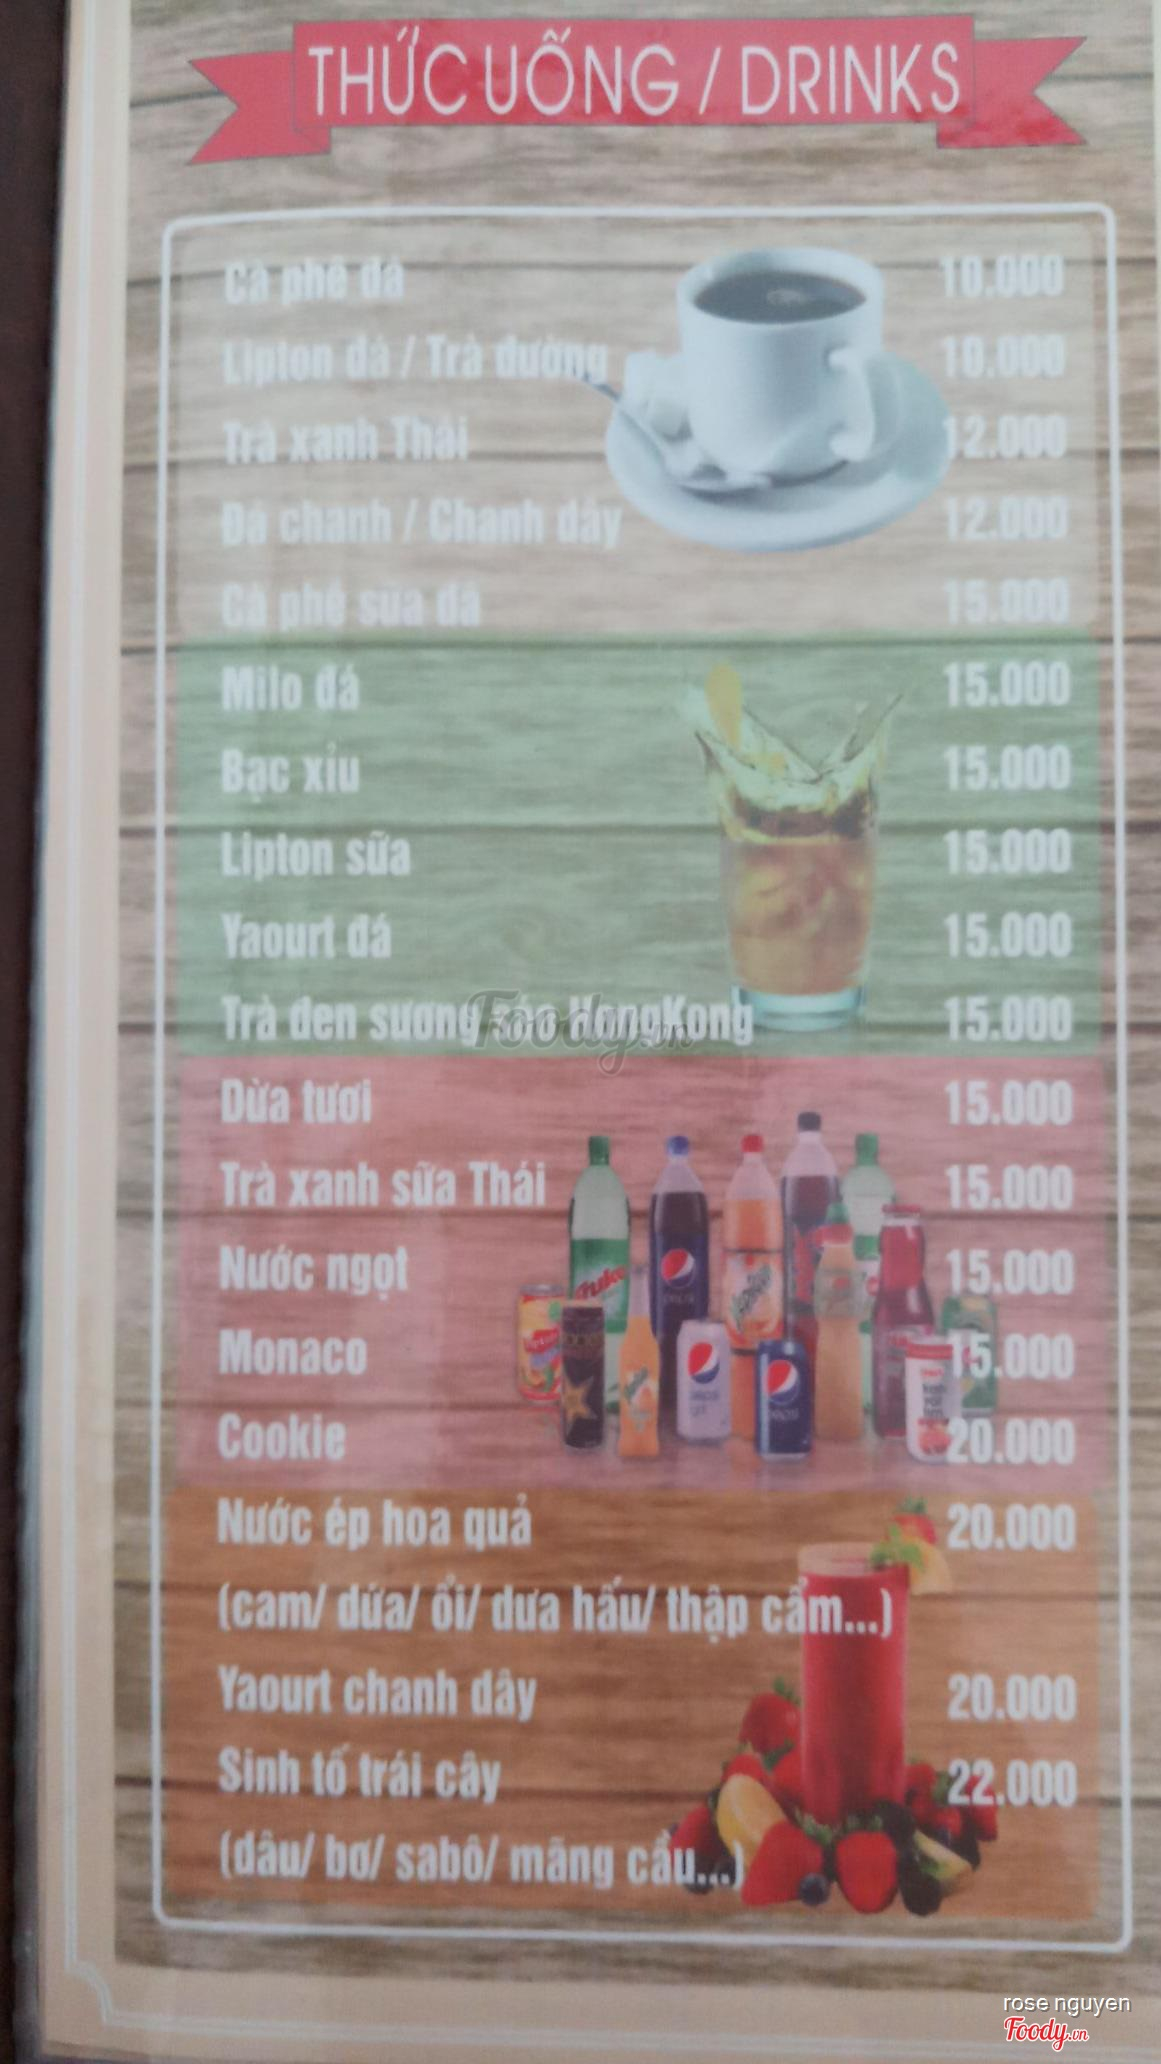 THỨC UỐNG / DRINKS
Cà phê đá 10.000
Lipton đá / Trà đường 10.000
Trà xanh Thái 12.000
Đá chanh / Chanh dây 12.000
Cà phê sữa đá 15.000
Milo đá 15.000
Bạc xỉu 15.000
Lipton sữa 15.000
Yaourt đá 15.000
Trà đen sương HongKong 15.000
Foody.vn
Dừa tươi 15.000
Trà xanh sữa Thái 15.000
Nước ngọt 15.000
Monaco 15.000
Cookie 20.000
Nước ép hoa quả 20.000
(cam/ dứa/ ổi/ dưa hấu/ thập cẩm...)
Yaourt chanh dây 20.000
Sinh tố trái cây 22.000
(dâu/ bơ/ sabô/ mãng cầu...)
rose nguyen
Foody.vn